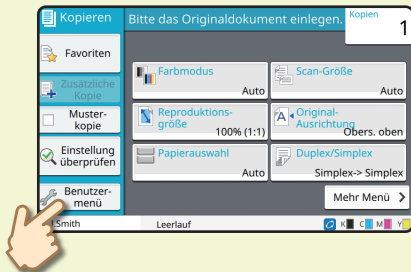 Kopieren
Bitte das Originaldokument einlegen.
Kopien
1
Favoriten
Zusätzliche
Kopie
Muster-
kopie
Einstellung
überprüfen
Benutzer-
menü
Farbmodus
Auto
Scan-Größe
Auto
Reproduktions-
größe
100% (1:1)
Original-
Ausrichtung
Obers. oben
Papierauswahl
Auto
Duplex/Simplex
Simplex-> Simplex
Mehr Menü
Smith
Leerlauf
K C M Y